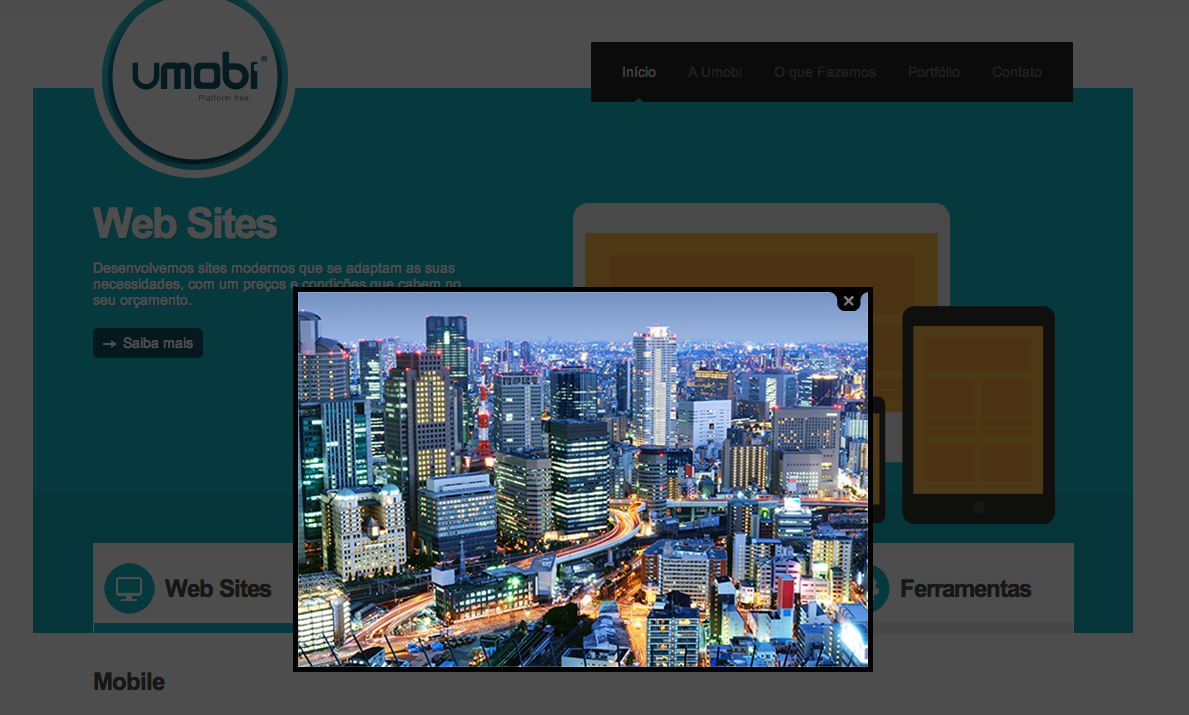 umobi®
Platform free.
Início A Umobi O que Fazemos Portfólio Contato
Web Sites
Desenvolvemos sites modernos que se adaptam as suas
necessidades, com um preços e condições que cabem no
seu orçamento.
Saiba mais
Web Sites
Ferramentas
Mobile